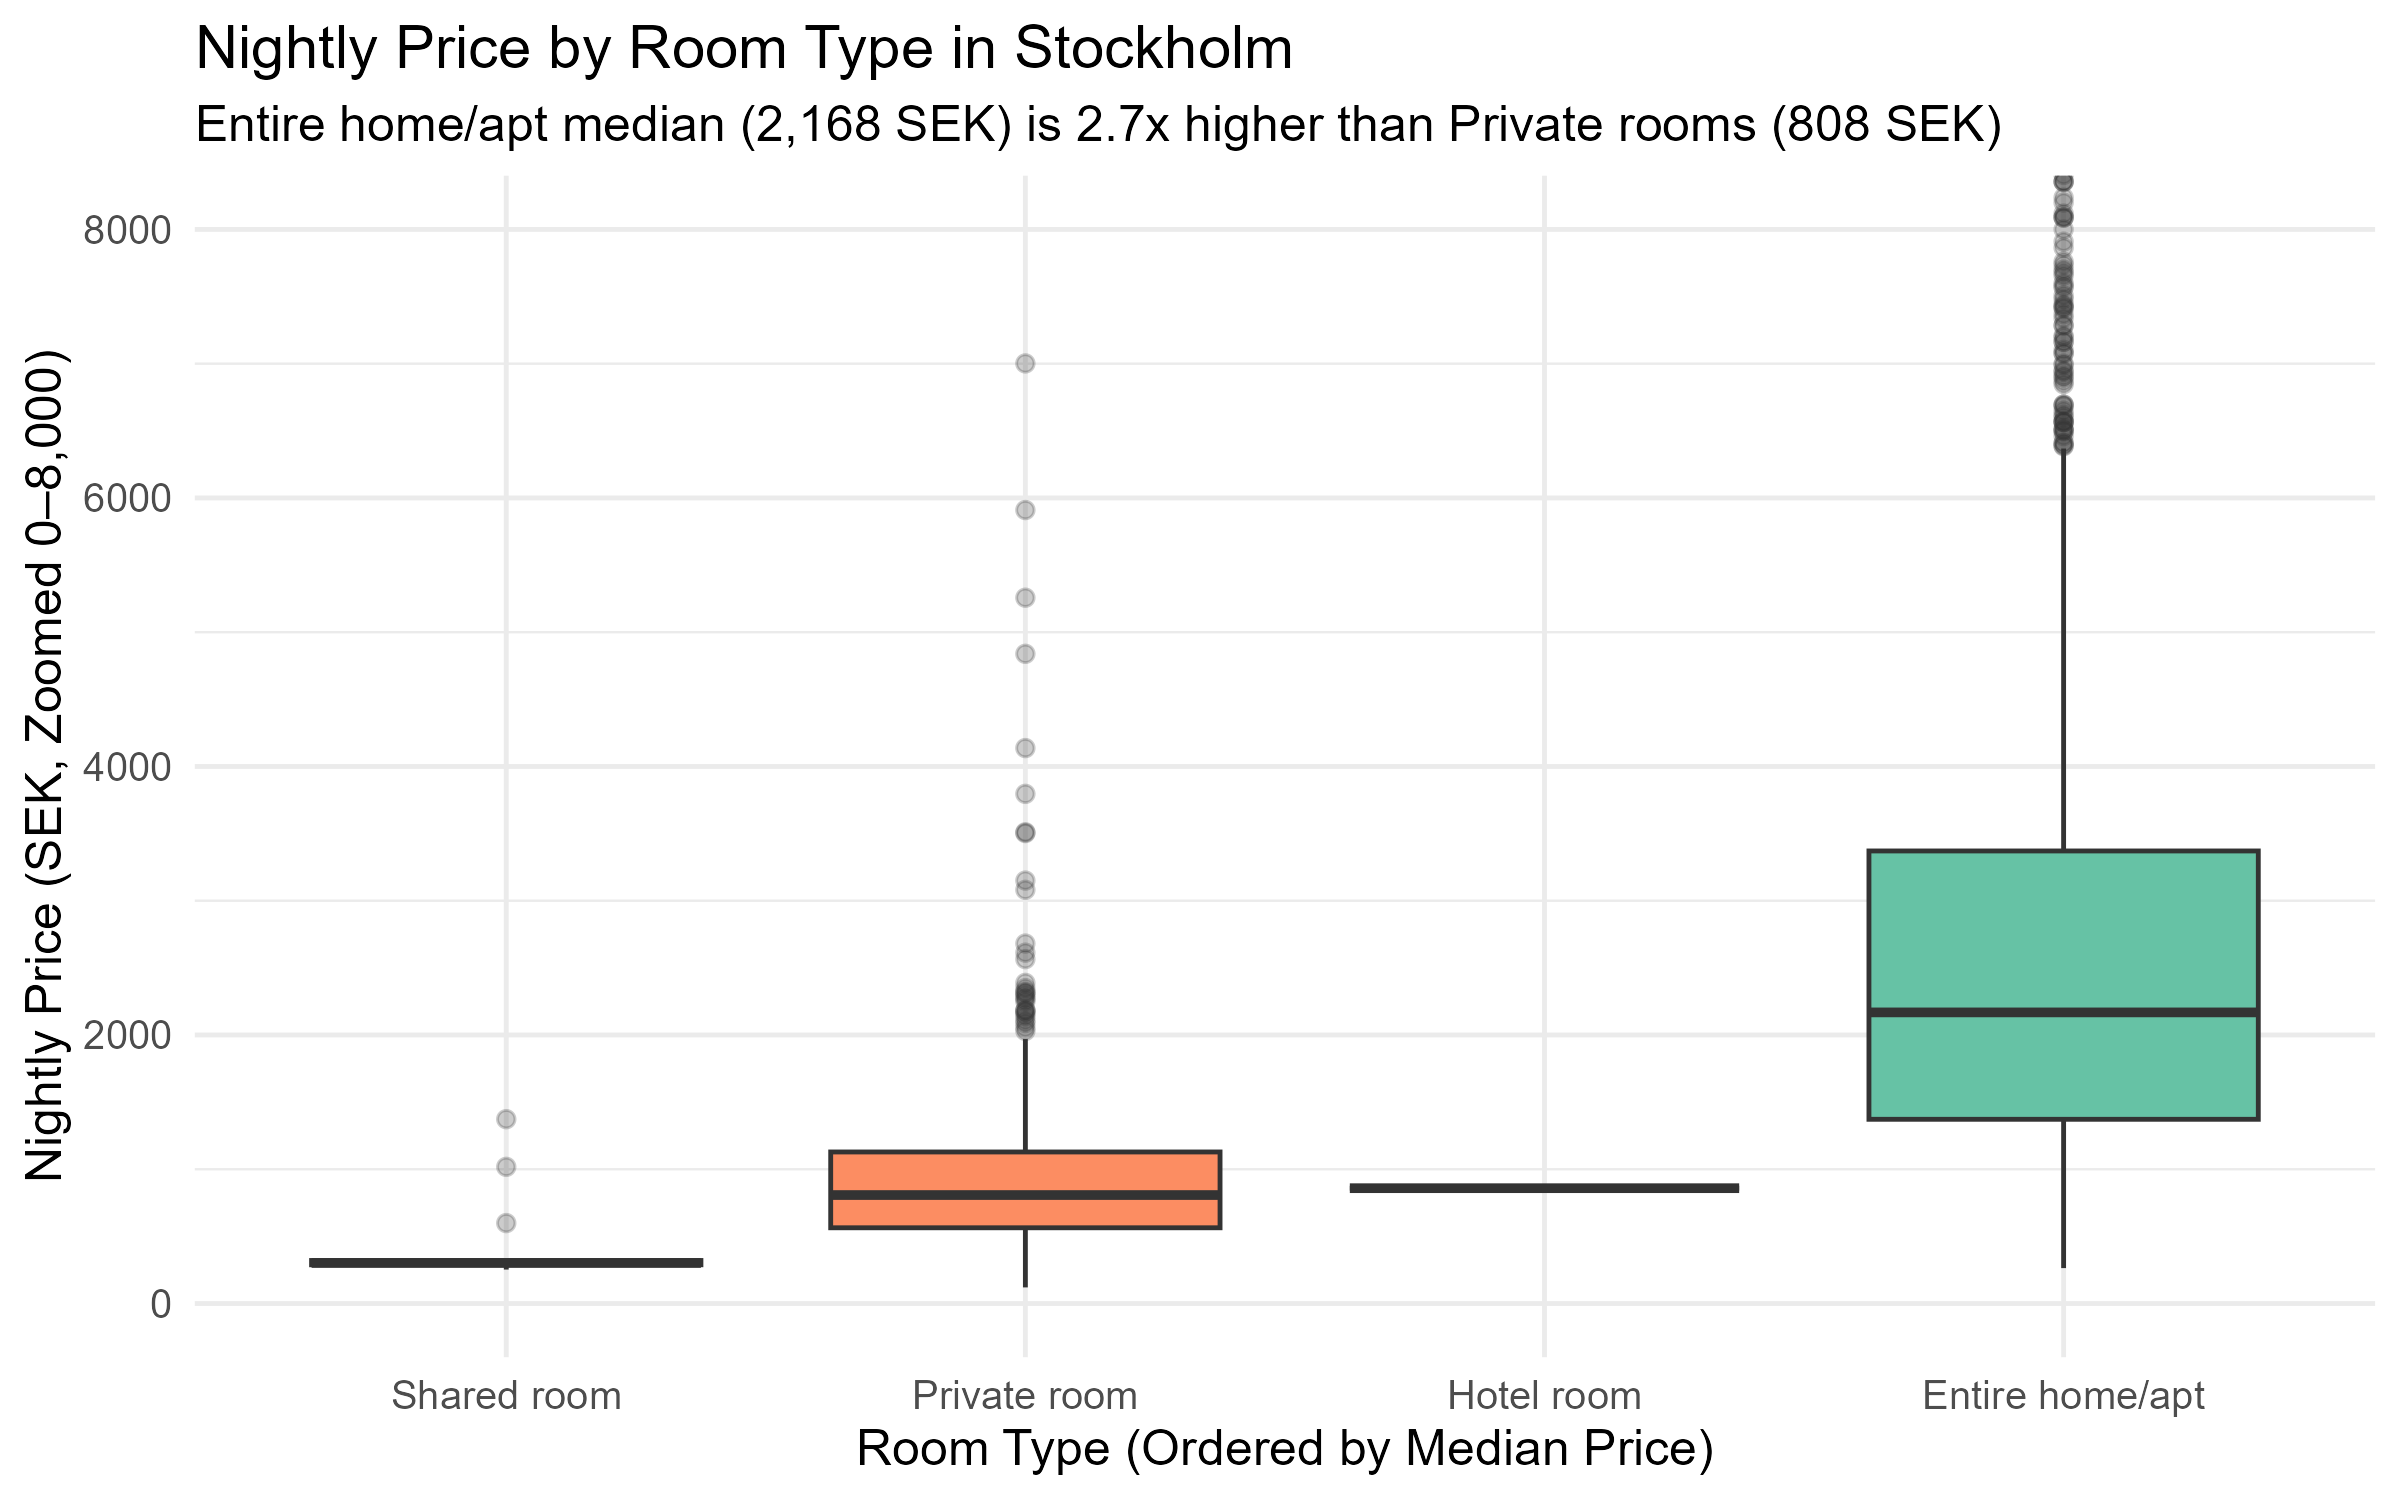 Nightly Price by Room Type in Stockholm
Entire home/apt median (2,168 SEK) is 2.7x higher than Private rooms (808 SEK)
Nightly Price (SEK, Zoomed 0–8,000)
8000
6000
4000
2000
0
Shared room
Private room
Hotel room
Entire home/apt
Room Type (Ordered by Median Price)